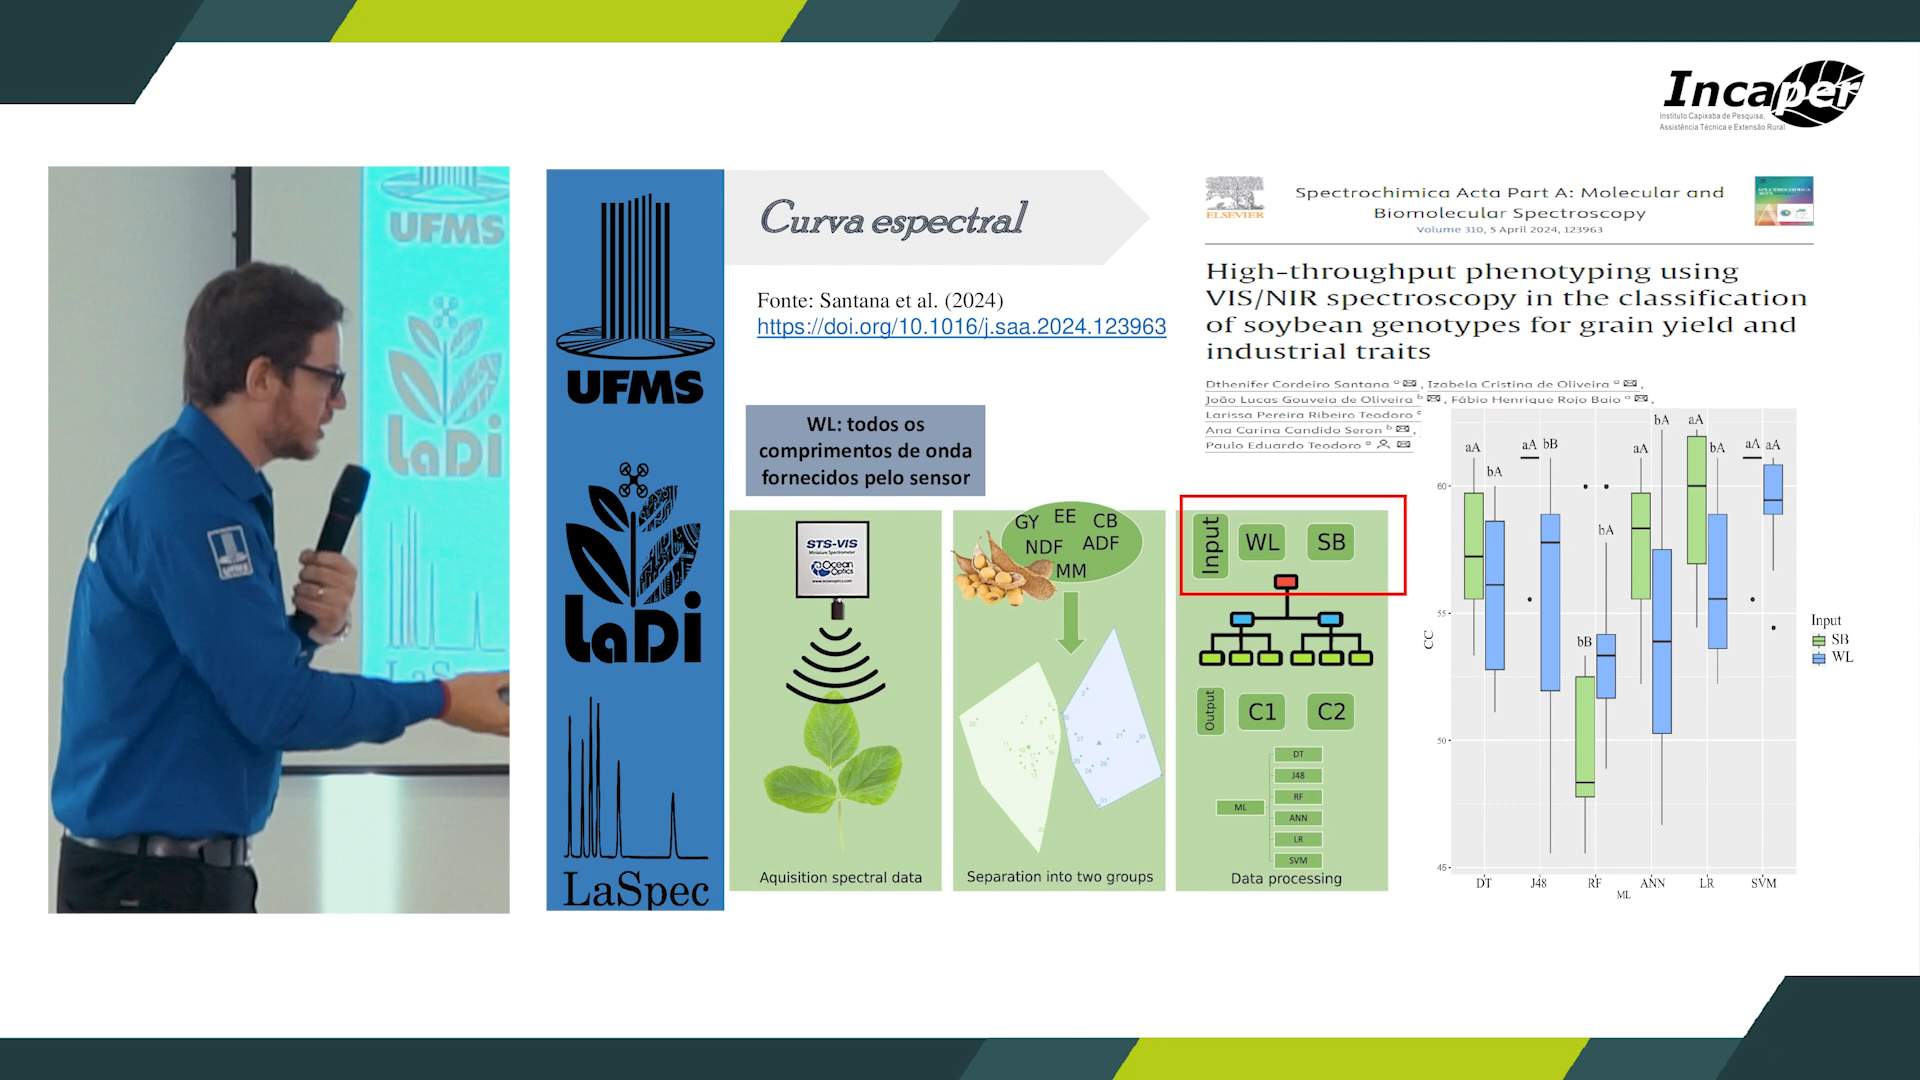 Incaper
Instituto Capixaba de Pesquisa,
Assistência Técnica e Extensão Rural
UFMS
LaDi
LaS
UFMS
LaDi
LaSpec
Curva espectral
Fonte: Santana et al. (2024)
https://doi.org/10.1016/j.saa.2024.123963
WL: todos os
comprimentos de onda
fornecidos pelo sensor
ELSEVIER
Spectrochimica Acta Part A: Molecular and
Biomolecular Spectroscopy
Volume 310, 5 April 2024, 123963
High-throughput phenotyping using
VIS/NIR spectroscopy in the classification
of soybean genotypes for grain yield and
industrial traits
Dthenifer Cordeiro Santana a, Izabela Cristina de Oliveira a,
João Lucas Gouveia de Oliveira b, Fábio Henrique Rojo Baio a,
Larissa Pereira Ribeiro Teodoro
Ana Carina Candido Seron b,
Paulo Eduardo Teodoro a
STS-VIS
Miniature Spectrometer
Ocean
Optics
Aquisition spectral data
GY EE CB
NDF ADF
MM
Separation into two groups
Input WL SB
Output C1 C2
ML
DT
J48
RF
ANN
LR
SVM
Data processing
aA bA aA bB bB bA aA bA aA bA aA aA
60
55
50
45
CC
DT J48 RF ANN LR SVM
ML
Input
SB
WL